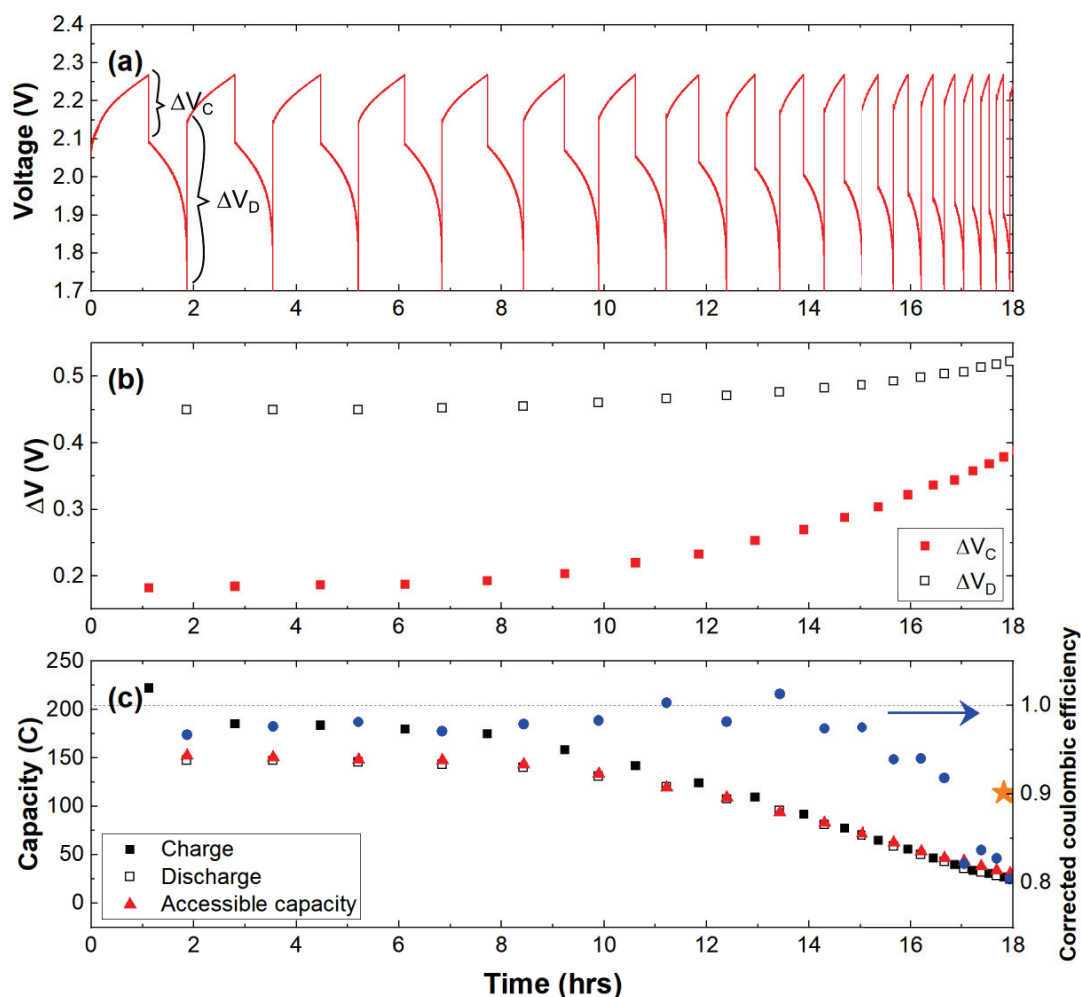 2.4
2.3
2.2
2.1
2.0
1.9
1.8
1.7
Voltage (V)
(a)
ΔV_C
ΔV_D
0 2 4 6 8 10 12 14 16 18
0.5
0.4
0.3
0.2
ΔV (V)
(b)
ΔV_C
ΔV_D
0 2 4 6 8 10 12 14 16 18
250
200
150
100
50
0
Capacity (C)
(c)
Charge
Discharge
Accessible capacity
1.0
0.9
0.8
Corrected coulombic efficiency
0 2 4 6 8 10 12 14 16 18
Time (hrs)